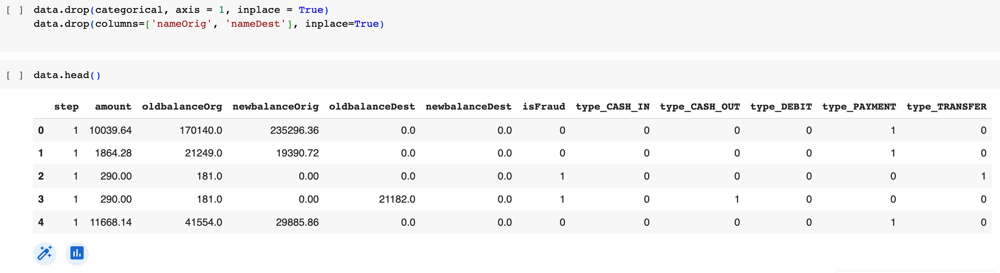 [ ] data.drop(categorical, axis = 1, inplace = True)
data.drop(columns=['nameOrig', 'nameDest'], inplace=True)
[ ] data.head()
step amount oldbalanceOrg newbalanceOrig oldbalanceDest newbalanceDest isFraud type_CASH_IN type_CASH_OUT type_DEBIT type_PAYMENT type_TRANSFER
0 1 10039.64 170140.0 235296.36 0.0 0.0 0 0 0 0 1 0
1 1 1864.28 21249.0 19390.72 0.0 0.0 0 0 0 0 1 0
2 1 290.00 181.0 0.00 0.0 0.0 1 0 0 0 0 1
3 1 290.00 181.0 0.00 21182.0 0.0 1 0 1 0 0 0
4 1 11668.14 41554.0 29885.86 0.0 0.0 0 0 0 0 1 0